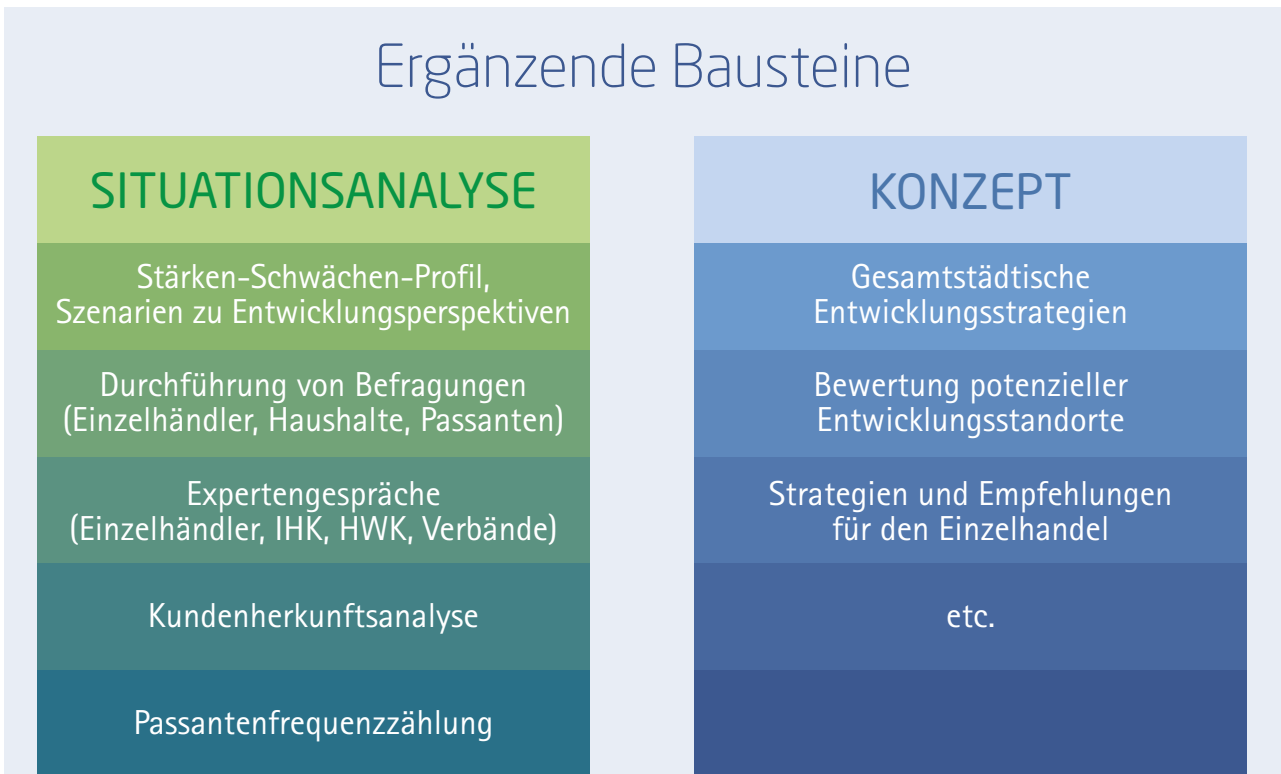 Ergänzende Bausteine
SITUATIONSANALYSE
Stärken-Schwächen-Profil,
Szenarien zu Entwicklungsperspektiven
Durchführung von Befragungen
(Einzelhändler, Haushalte, Passanten)
Expertengespräche
(Einzelhändler, IHK, HWK, Verbände)
Kundenherkunftsanalyse
Passantenfrequenzzählung
KONZEPT
Gesamtstädtische
Entwicklungsstrategien
Bewertung potenzieller
Entwicklungsstandorte
Strategien und Empfehlungen
für den Einzelhandel
etc.